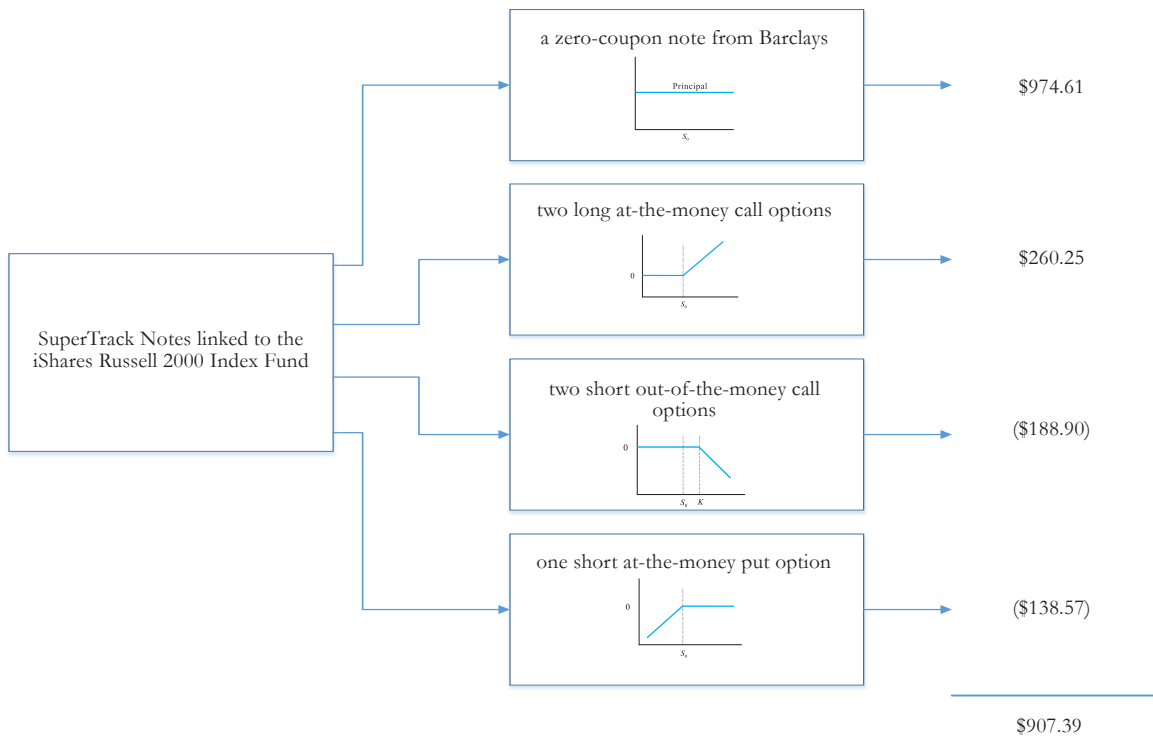 a zero-coupon note from Barclays
Principal
S₀
$974.61
two long at-the-money call options
0
S₀
$260.25
SuperTrack Notes linked to the
iShares Russell 2000 Index Fund
two short out-of-the-money call
options
0
S₀ K
($188.90)
one short at-the-money put option
0
S₀
($138.57)
$907.39